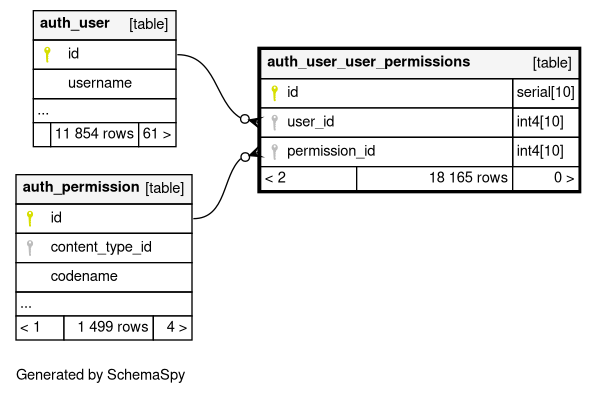 auth_user [table]
id
username
...
11 854 rows 61 >
auth_user_user_permissions [table]
id serial[10]
user_id int4[10]
permission_id int4[10]
< 2 18 165 rows 0 >
auth_permission [table]
id
content_type_id
codename
...
< 1 1 499 rows 4 >
Generated by SchemaSpy